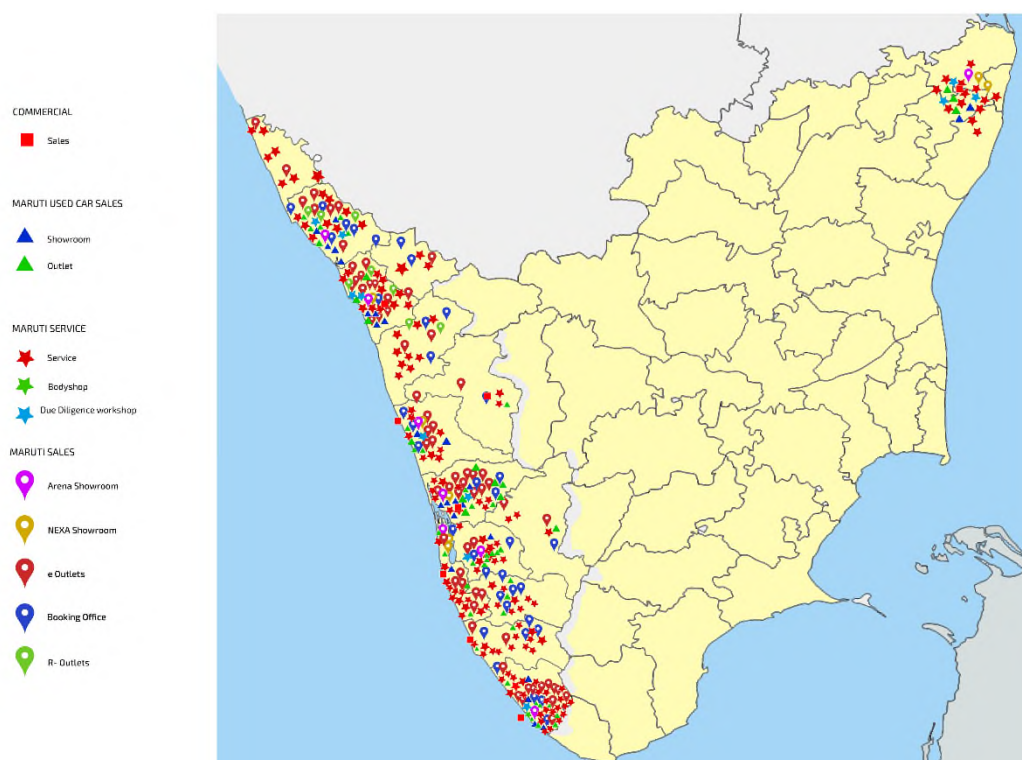 COMMERCIAL
Sales
MARUTI USED CAR SALES
Showroom
Outlet
MARUTI SERVICE
Service
Bodyshop
Due Diligence workshop
MARUTI SALES
Arena Showroom
NEXA Showroom
e Outlets
Booking Office
R- Outlets